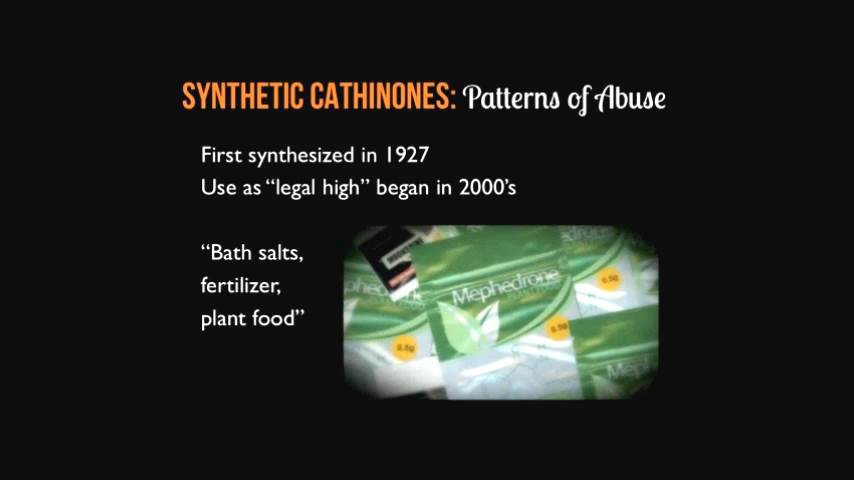 SYNTHETIC CATHINONES: Patterns of Abuse
First synthesized in 1927
Use as “legal high” began in 2000’s
“Bath salts,
fertilizer,
plant food”
Mephedrone
0.5g
0.5g
0.5g